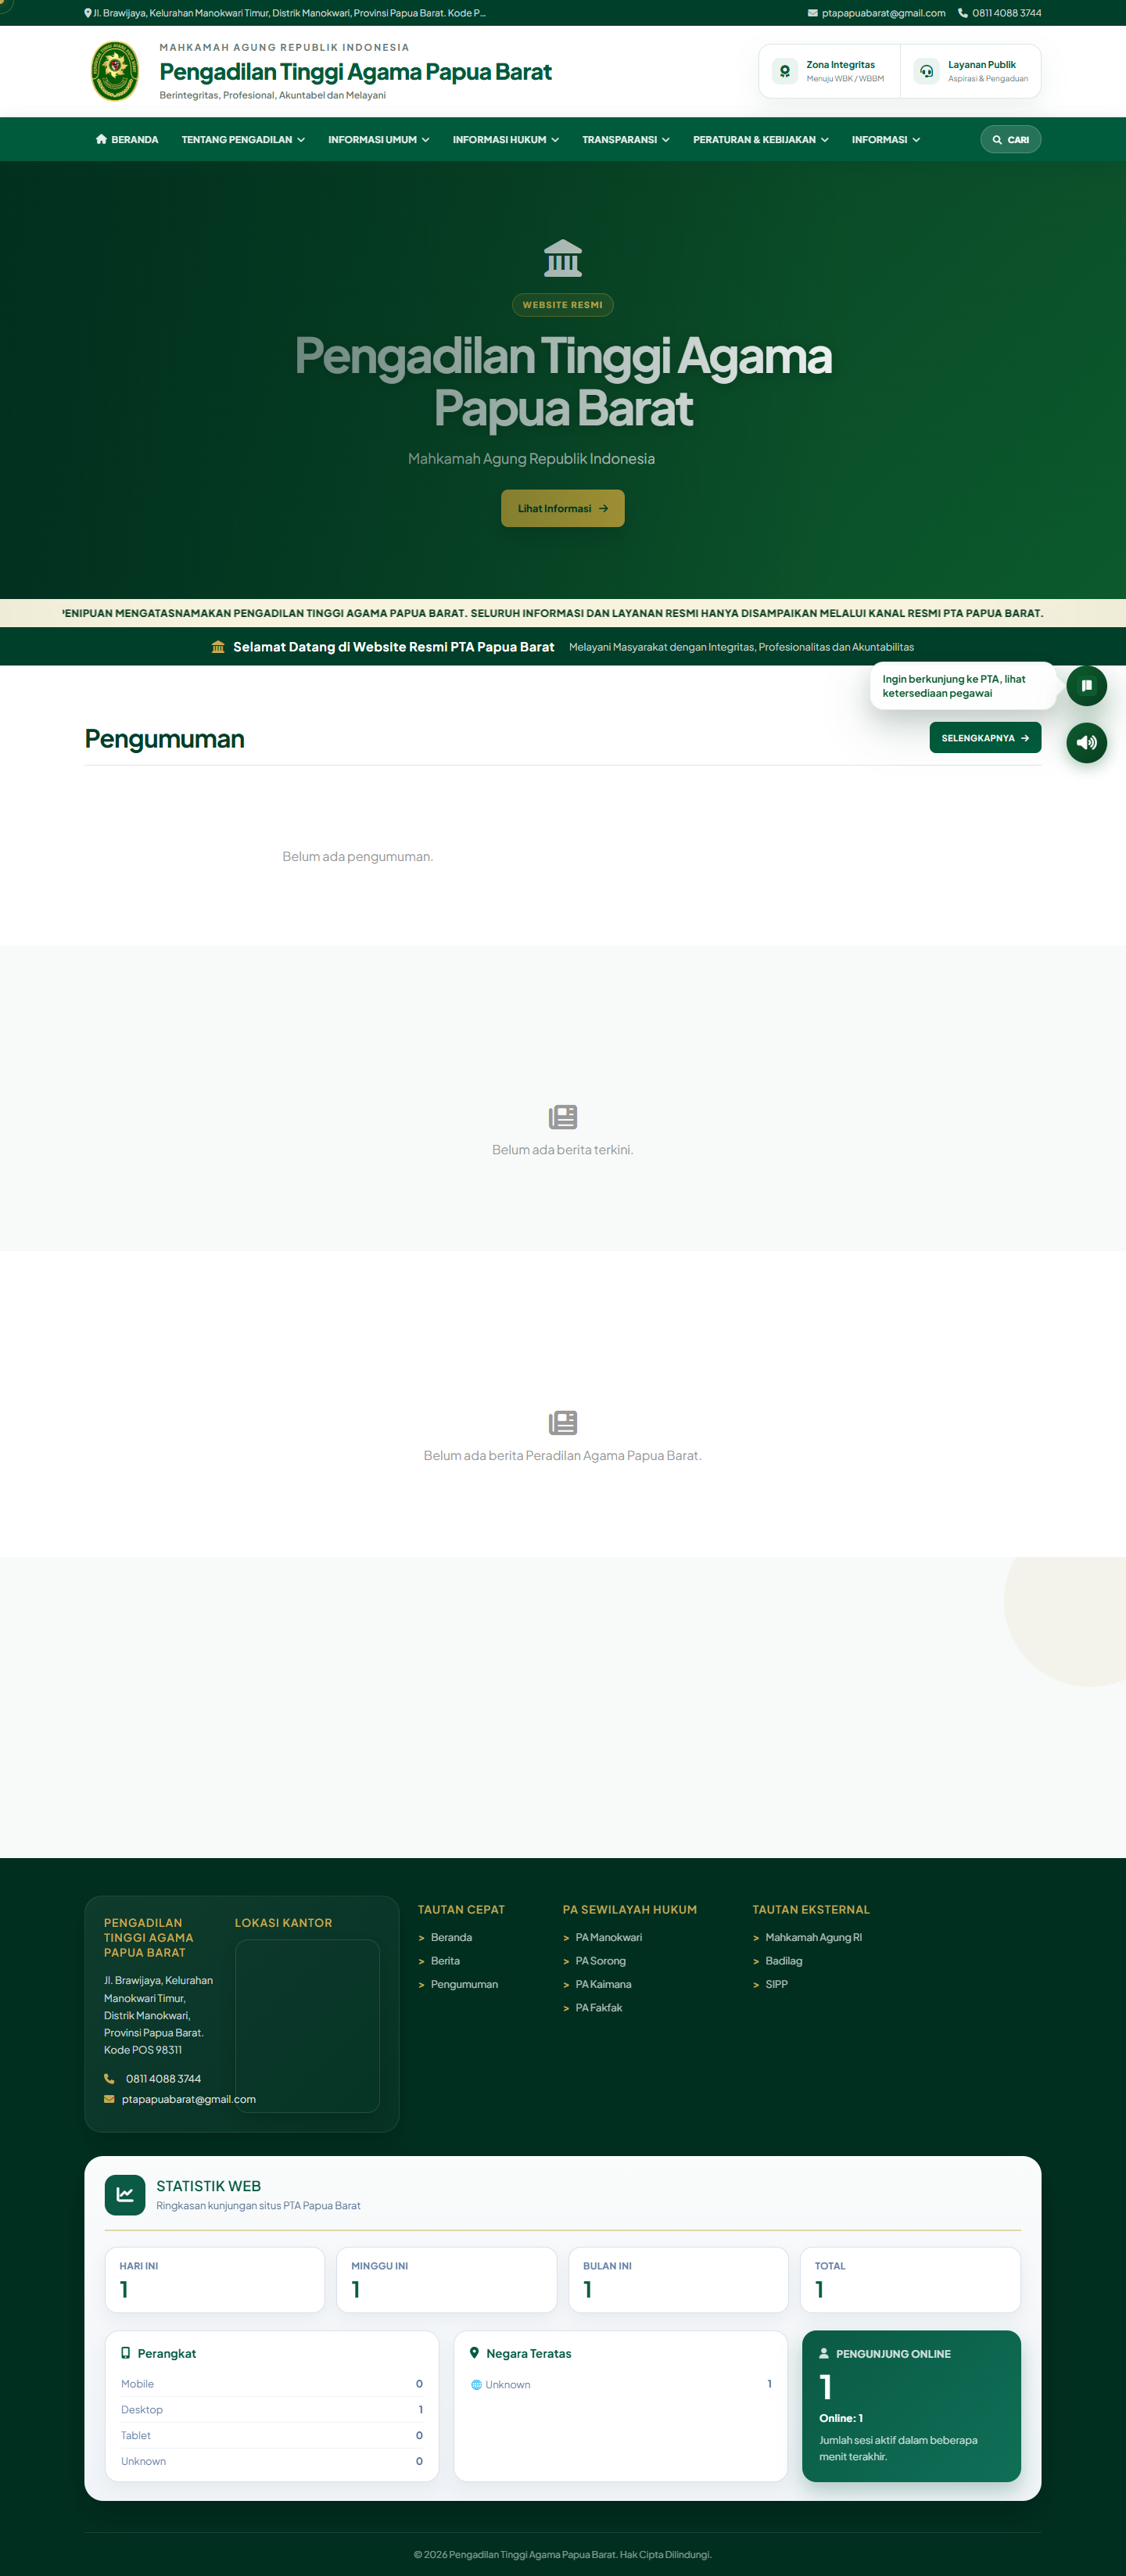 Jl. Brawijaya, Kelurahan Manokwari Timur, Distrik Manokwari, Provinsi Papua Barat. Kode P...
ptapapuabarat@gmail.com
0811 4088 3744
MAHKAMAH AGUNG REPUBLIK INDONESIA
Pengadilan Tinggi Agama Papua Barat
Berintegritas, Profesional, Akuntabel dan Melayani
Zona Integritas
Menuju WBK / WBBM
Layanan Publik
Aspirasi & Pengaduan
BERANDA
TENTANG PENGADILAN
INFORMASI UMUM
INFORMASI HUKUM
TRANSPARANSI
PERATURAN & KEBIJAKAN
INFORMASI
CARI
WEBSITE RESMI
Pengadilan Tinggi Agama
Papua Barat
Mahkamah Agung Republik Indonesia
Lihat Informasi
PENIPUAN MENGATASNAMAKAN PENGADILAN TINGGI AGAMA PAPUA BARAT. SELURUH INFORMASI DAN LAYANAN RESMI HANYA DISAMPAIKAN MELALUI KANAL RESMI PTA PAPUA BARAT.
Selamat Datang di Website Resmi PTA Papua Barat
Melayani Masyarakat dengan Integritas, Profesionalitas dan Akuntabilitas
Ingin berkunjung ke PTA, lihat
ketersediaan pegawai
Pengumuman
SELENGKAPNYA
Belum ada pengumuman.
Belum ada berita terkini.
Belum ada berita Peradilan Agama Papua Barat.
PENGADILAN
TINGGI AGAMA
PAPUA BARAT
Jl. Brawijaya, Kelurahan
Manokwari Timur,
Distrik Manokwari,
Provinsi Papua Barat.
Kode POS 98311
0811 4088 3744
ptapapuabarat@gmail.com
LOKASI KANTOR
TAUTAN CEPAT
> Beranda
> Berita
> Pengumuman
PA SEWILAYAH HUKUM
> PA Manokwari
> PA Sorong
> PA Kaimana
> PA Fakfak
TAUTAN EKSTERNAL
> Mahkamah Agung RI
> Badilag
> SIPP
STATISTIK WEB
Ringkasan kunjungan situs PTA Papua Barat
HARI INI
1
MINGGU INI
1
BULAN INI
1
TOTAL
1
Perangkat
Mobile 0
Desktop 1
Tablet 0
Unknown 0
Negara Teratas
Unknown 1
PENGUNJUNG ONLINE
1
Online: 1
Jumlah sesi aktif dalam beberapa
menit terakhir.
© 2026 Pengadilan Tinggi Agama Papua Barat. Hak Cipta Dilindungi.